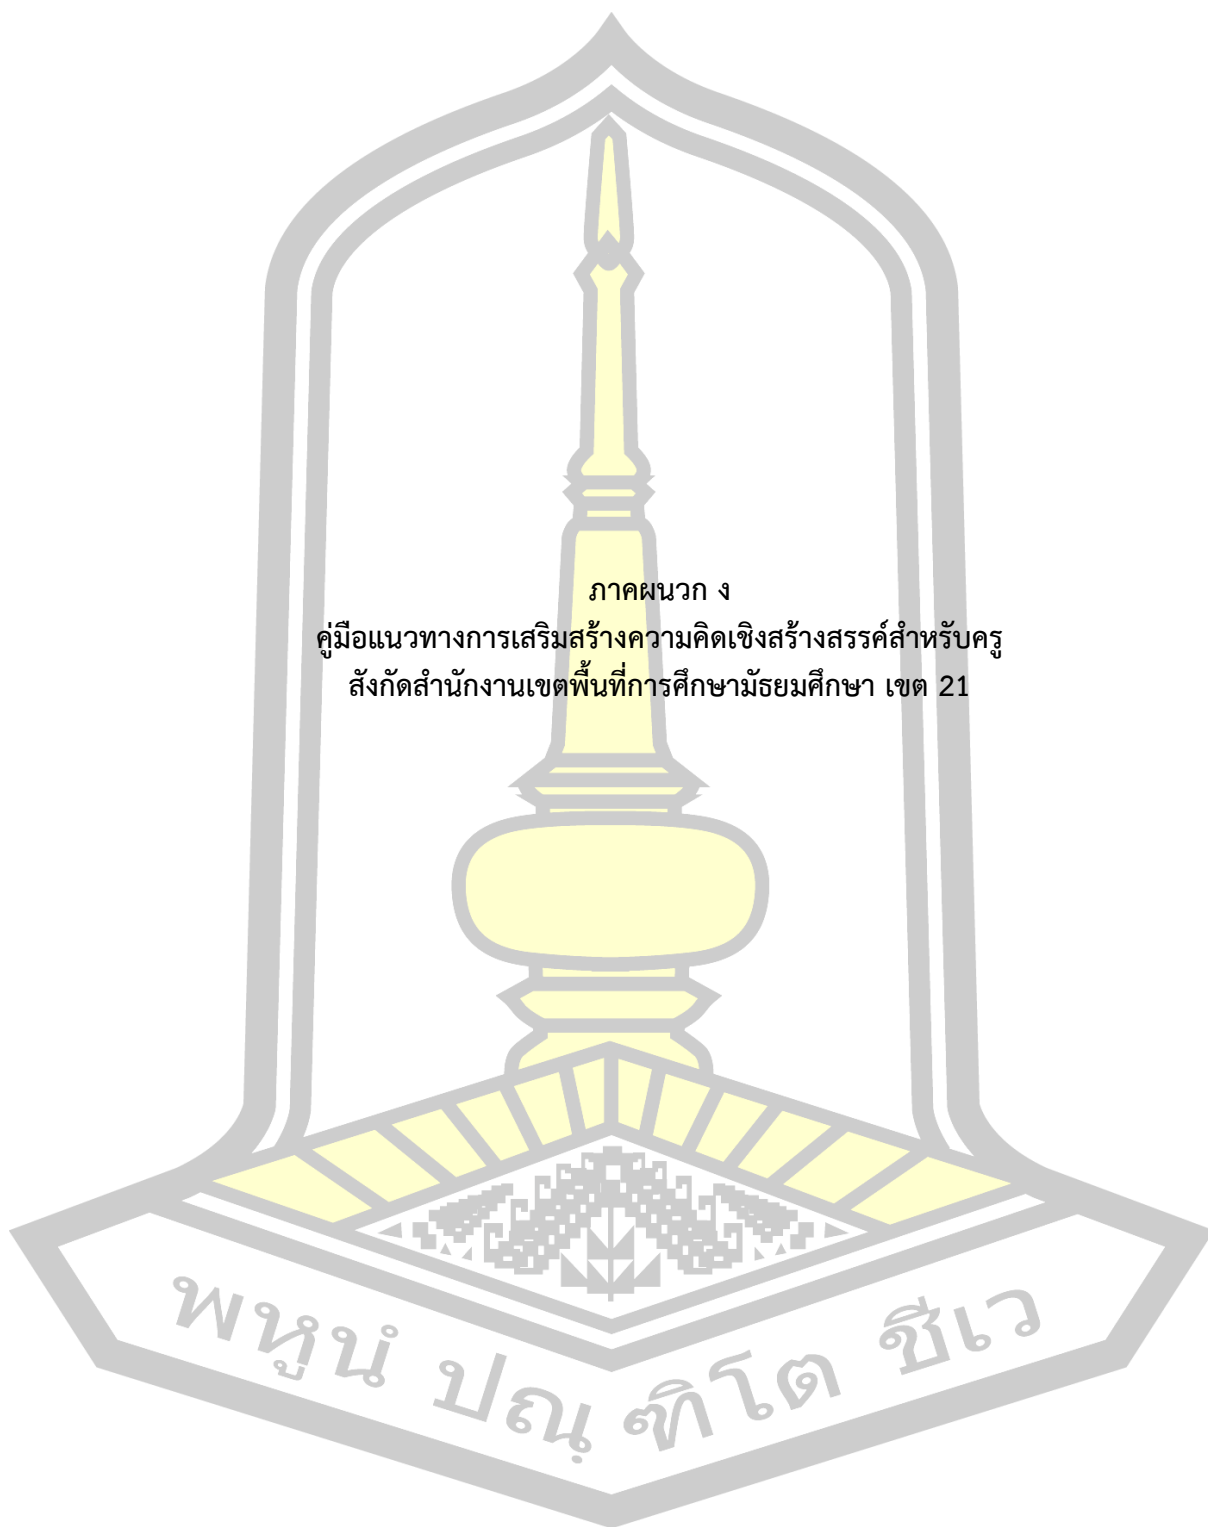 ภาคผนวก ง
คู่มือแนวทางการเสริมสร้างความคิดเชิงสร้างสรรค์สำหรับครู
สังกัดสำนักงานเขตพื้นที่การศึกษามัธยมศึกษา เขต 21
พหูนํ ปณฺฑิโต ชีเว